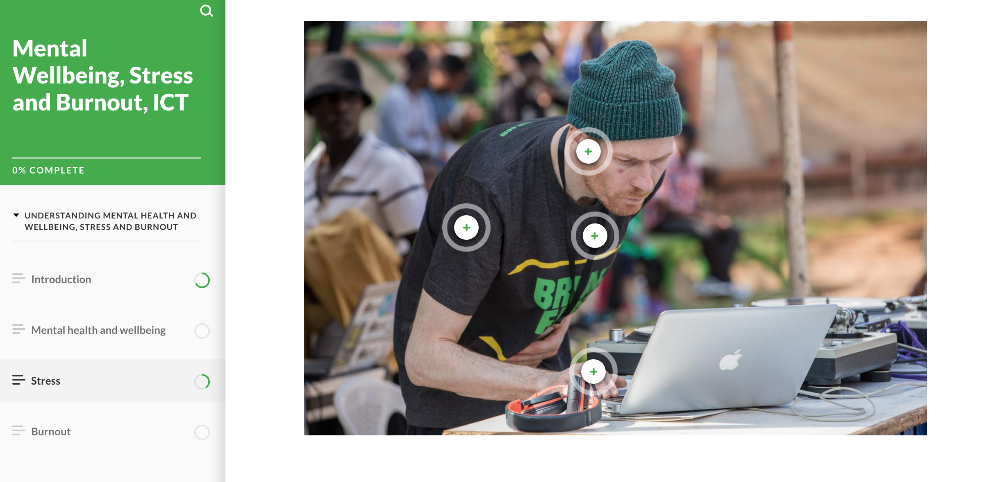 Mental
Wellbeing, Stress
and Burnout, ICT
0% COMPLETE
UNDERSTANDING MENTAL HEALTH AND
WELLBEING, STRESS AND BURNOUT
Introduction
Mental health and wellbeing
Stress
Burnout